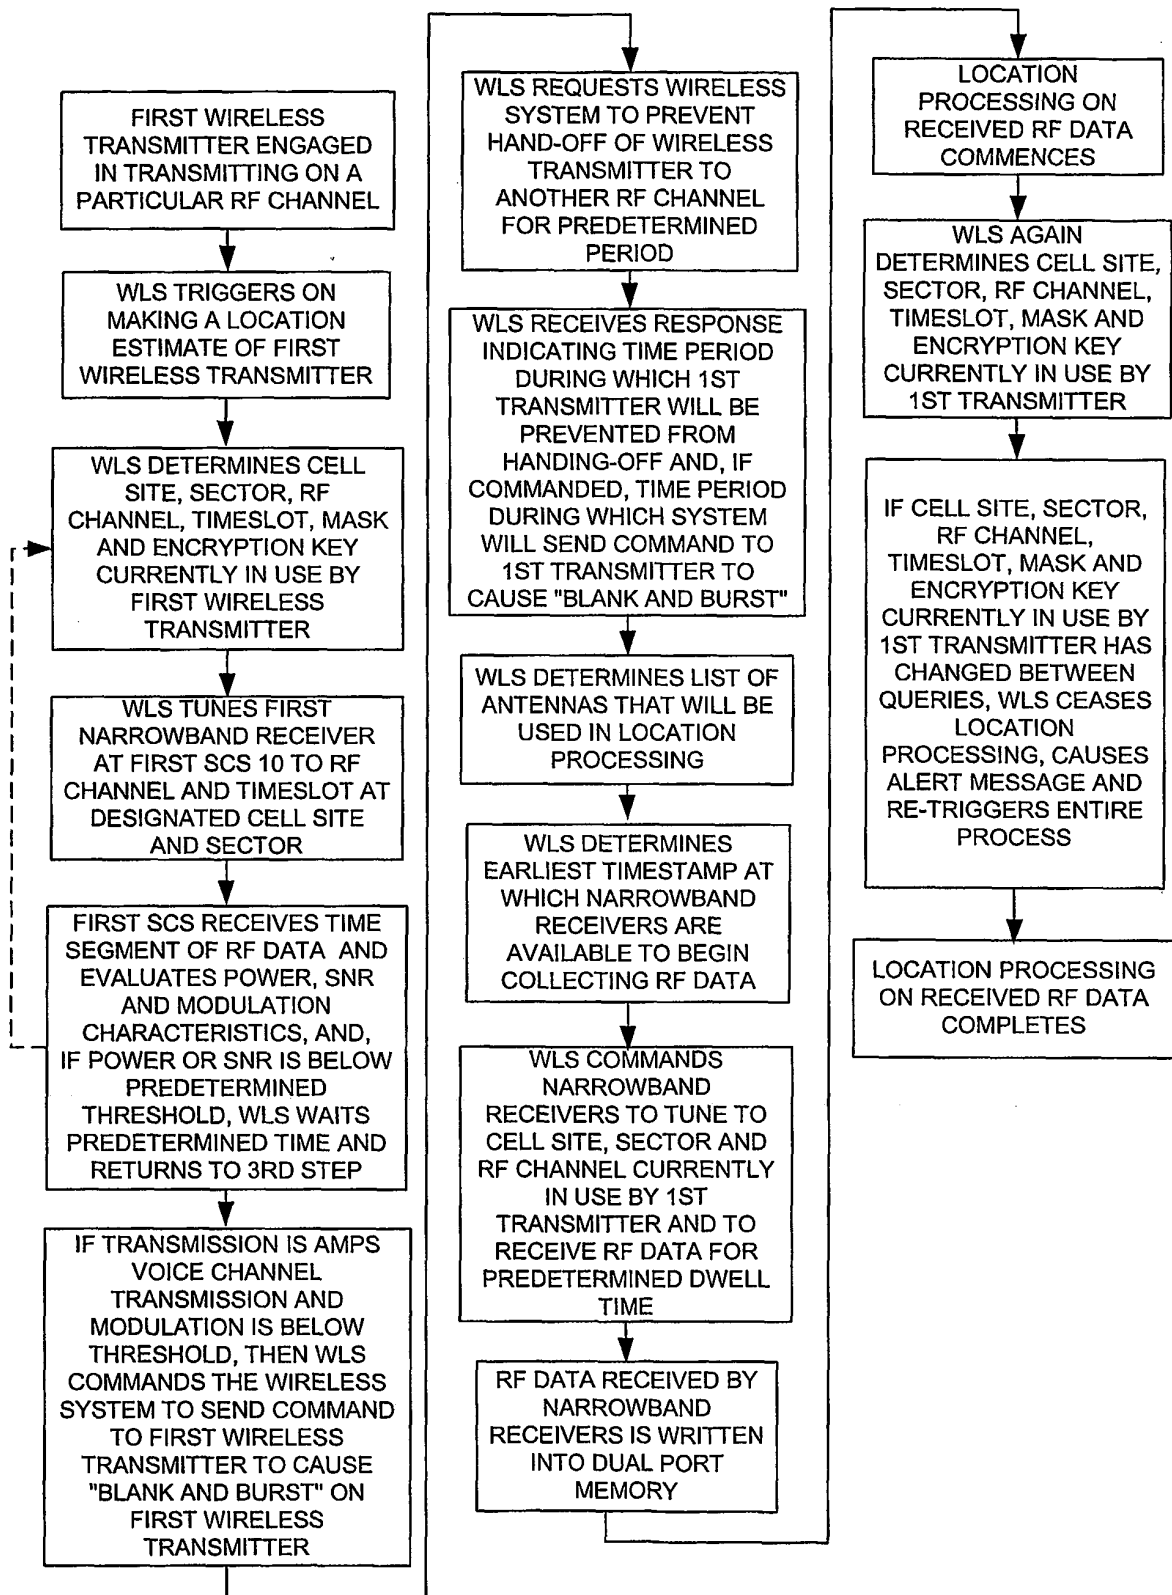 FIRST WIRELESS
TRANSMITTER ENGAGED
IN TRANSMITTING ON A
PARTICULAR RF CHANNEL
WLS TRIGGERS ON
MAKING A LOCATION
ESTIMATE OF FIRST
WIRELESS TRANSMITTER
WLS DETERMINES CELL
SITE, SECTOR, RF
CHANNEL, TIMESLOT, MASK
AND ENCRYPTION KEY
CURRENTLY IN USE BY
FIRST WIRELESS
TRANSMITTER
WLS TUNES FIRST
NARROWBAND RECEIVER
AT FIRST SCS 10 TO RF
CHANNEL AND TIMESLOT AT
DESIGNATED CELL SITE
AND SECTOR
FIRST SCS RECEIVES TIME
SEGMENT OF RF DATA AND
EVALUATES POWER, SNR
AND MODULATION
CHARACTERISTICS, AND,
IF POWER OR SNR IS BELOW
PREDETERMINED
THRESHOLD, WLS WAITS
PREDETERMINED TIME AND
RETURNS TO 3RD STEP
IF TRANSMISSION IS AMPS
VOICE CHANNEL
TRANSMISSION AND
MODULATION IS BELOW
THRESHOLD, THEN WLS
COMMANDS THE WIRELESS
SYSTEM TO SEND COMMAND
TO FIRST WIRELESS
TRANSMITTER TO CAUSE
"BLANK AND BURST" ON
FIRST WIRELESS
TRANSMITTER
WLS REQUESTS WIRELESS
SYSTEM TO PREVENT
HAND-OFF OF WIRELESS
TRANSMITTER TO
ANOTHER RF CHANNEL
FOR PREDETERMINED
PERIOD
WLS RECEIVES RESPONSE
INDICATING TIME PERIOD
DURING WHICH 1ST
TRANSMITTER WILL BE
PREVENTED FROM
HANDING-OFF AND, IF
COMMANDED, TIME PERIOD
DURING WHICH SYSTEM
WILL SEND COMMAND TO
1ST TRANSMITTER TO
CAUSE "BLANK AND BURST"
WLS DETERMINES LIST OF
ANTENNAS THAT WILL BE
USED IN LOCATION
PROCESSING
WLS DETERMINES
EARLIEST TIMESTAMP AT
WHICH NARROWBAND
RECEIVERS ARE
AVAILABLE TO BEGIN
COLLECTING RF DATA
WLS COMMANDS
NARROWBAND
RECEIVERS TO TUNE TO
CELL SITE, SECTOR AND
RF CHANNEL CURRENTLY
IN USE BY 1ST
TRANSMITTER AND TO
RECEIVE RF DATA FOR
PREDETERMINED DWELL
TIME
RF DATA RECEIVED BY
NARROWBAND
RECEIVERS IS WRITTEN
INTO DUAL PORT
MEMORY
LOCATION
PROCESSING ON
RECEIVED RF DATA
COMMENCES
WLS AGAIN
DETERMINES CELL SITE,
SECTOR, RF CHANNEL,
TIMESLOT, MASK AND
ENCRYPTION KEY
CURRENTLY IN USE BY
1ST TRANSMITTER
IF CELL SITE, SECTOR,
RF CHANNEL,
TIMESLOT, MASK AND
ENCRYPTION KEY
CURRENTLY IN USE BY
1ST TRANSMITTER HAS
CHANGED BETWEEN
QUERIES, WLS CEASES
LOCATION
PROCESSING, CAUSES
ALERT MESSAGE AND
RE-TRIGGERS ENTIRE
PROCESS
LOCATION PROCESSING
ON RECEIVED RF DATA
COMPLETES